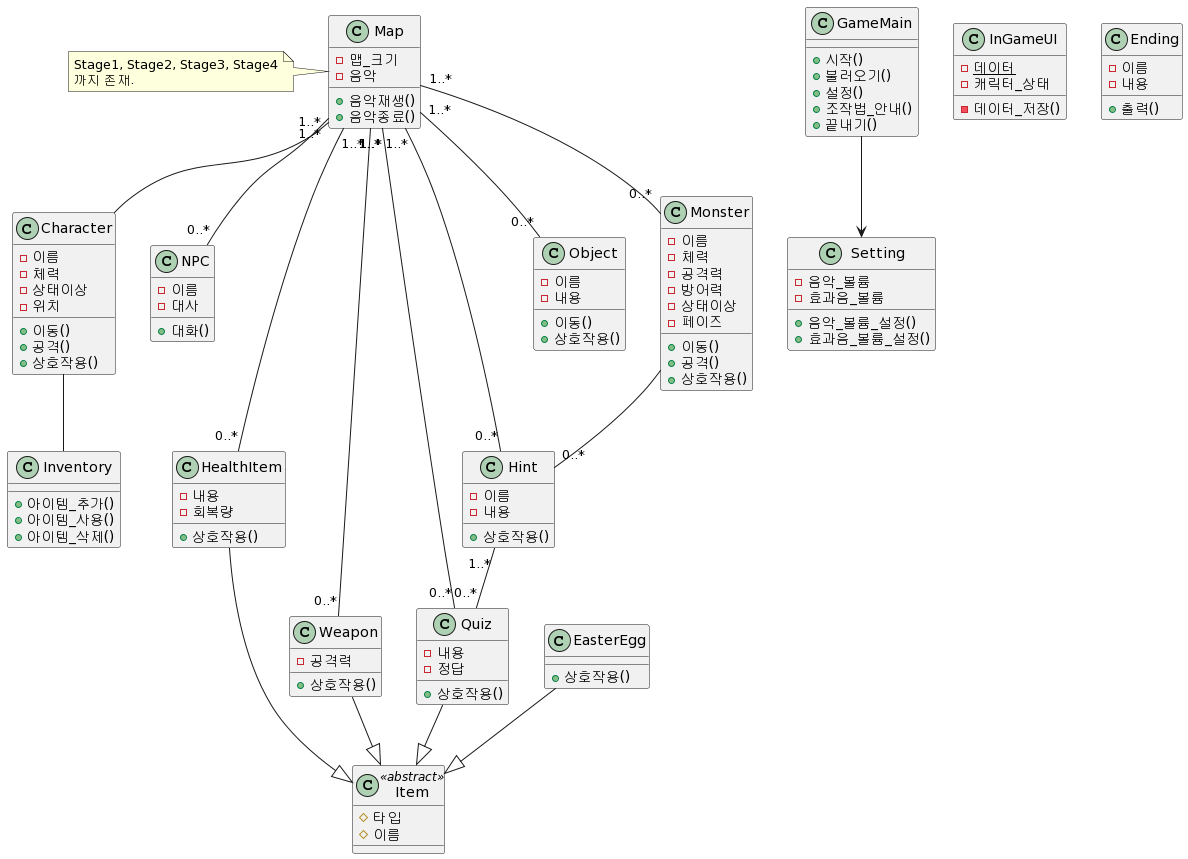 Map
맵_크기
음악
음악재생()
음악종료()
Stage1, Stage2, Stage3, Stage4
까지 존재.
GameMain
시작()
불러오기()
설정()
조작법_안내()
끝내기()
InGameUI
데이터
캐릭터_상태
데이터_저장()
Ending
이름
내용
출력()
1..*
1..*
1..*
1..*
1..*
1..*
1..*
1..*
0..*
0..*
0..*
Character
이름
체력
상태이상
위치
이동()
공격()
상호작용()
NPC
이름
대사
대화()
Object
이름
내용
이동()
상호작용()
Monster
이름
체력
공격력
방어력
상태이상
페이즈
이동()
공격()
상호작용()
Setting
음악_볼륨
효과음_볼륨
음악_볼륨_설정()
효과음_볼륨_설정()
0..*
0..*
0..*
Inventory
아이템_추가()
아이템_사용()
아이템_삭제()
HealthItem
내용
회복량
상호작용()
Hint
이름
내용
상호작용()
1..*
0..*
0..*
0..*
Weapon
공격력
상호작용()
Quiz
내용
정답
상호작용()
EasterEgg
상호작용()
«abstract»
Item
타입
이름